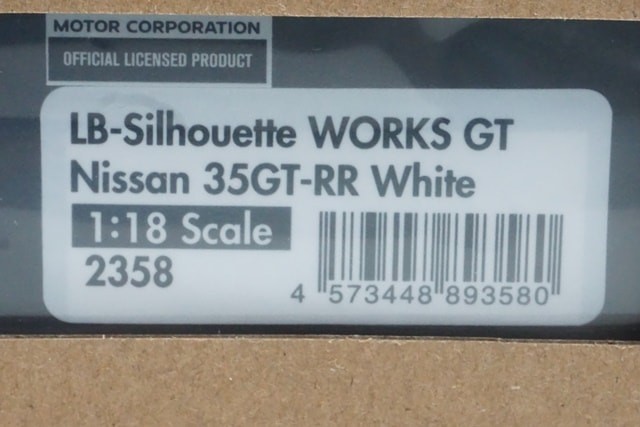 MOTOR CORPORATION
OFFICIAL LICENSED PRODUCT
LB-Silhouette WORKS GT
Nissan 35GT-RR White
1:18 Scale
2358
4 573448 893580